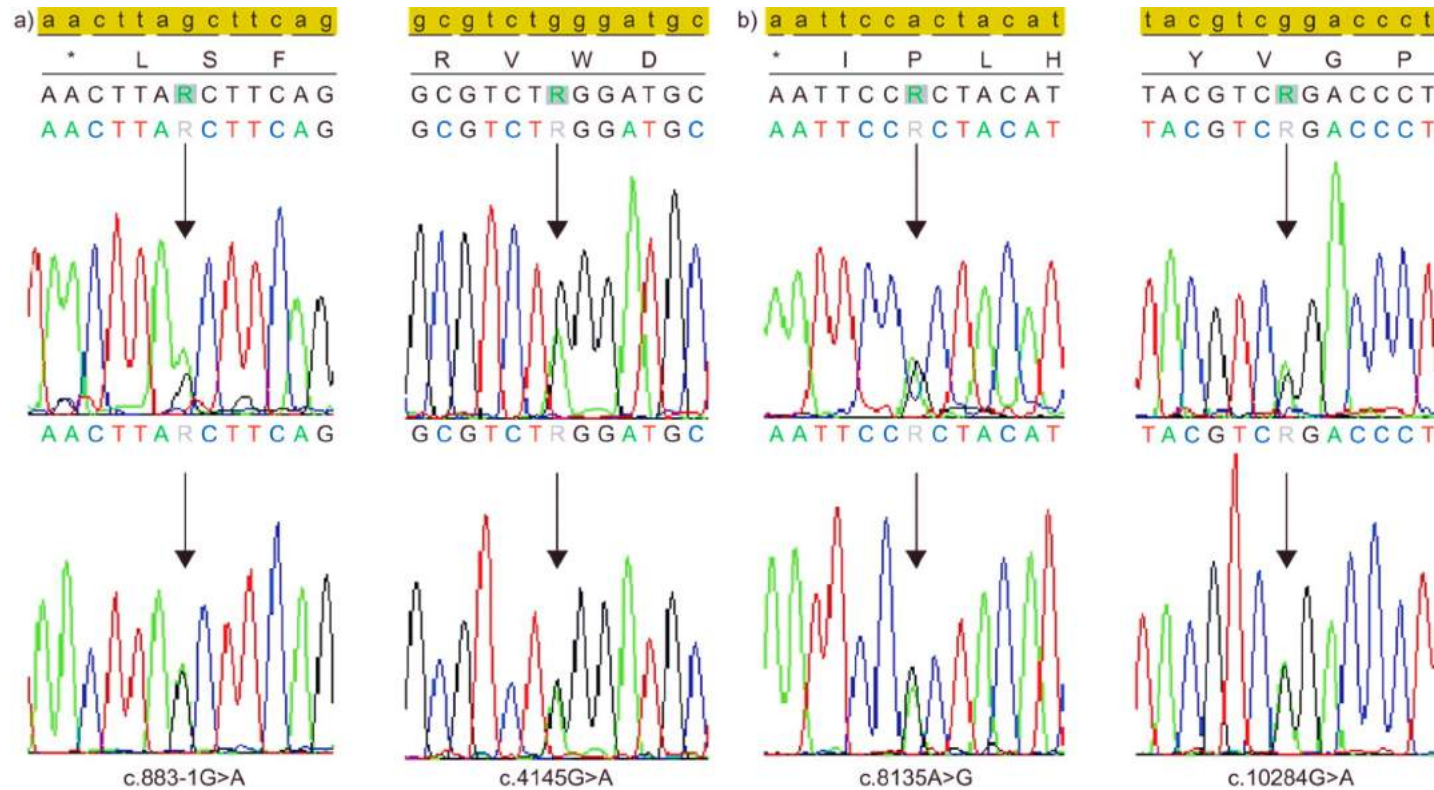 a) a a c t t a g c t t c a g
g c g t c t g g g a t g c
b) a a t t c c a c t a c a t
t a c g t c g g a c c c t
* L S F
R V W D
* I P L H
Y V G P
A A C T T A R C T T C A G
G C G T C T R G G A T G C
A A T T C C R C T A C A T
T A C G T C R G A C C C T
A A C T T A R C T T C A G
G C G T C T R G G A T G C
A A T T C C R C T A C A T
T A C G T C R G A C C C T
A A C T T A R C T T C A G
G C G T C T R G G A T G C
A A T T C C R C T A C A T
T A C G T C R G A C C C T
c.883-1G>A
c.4145G>A
c.8135A>G
c.10284G>A